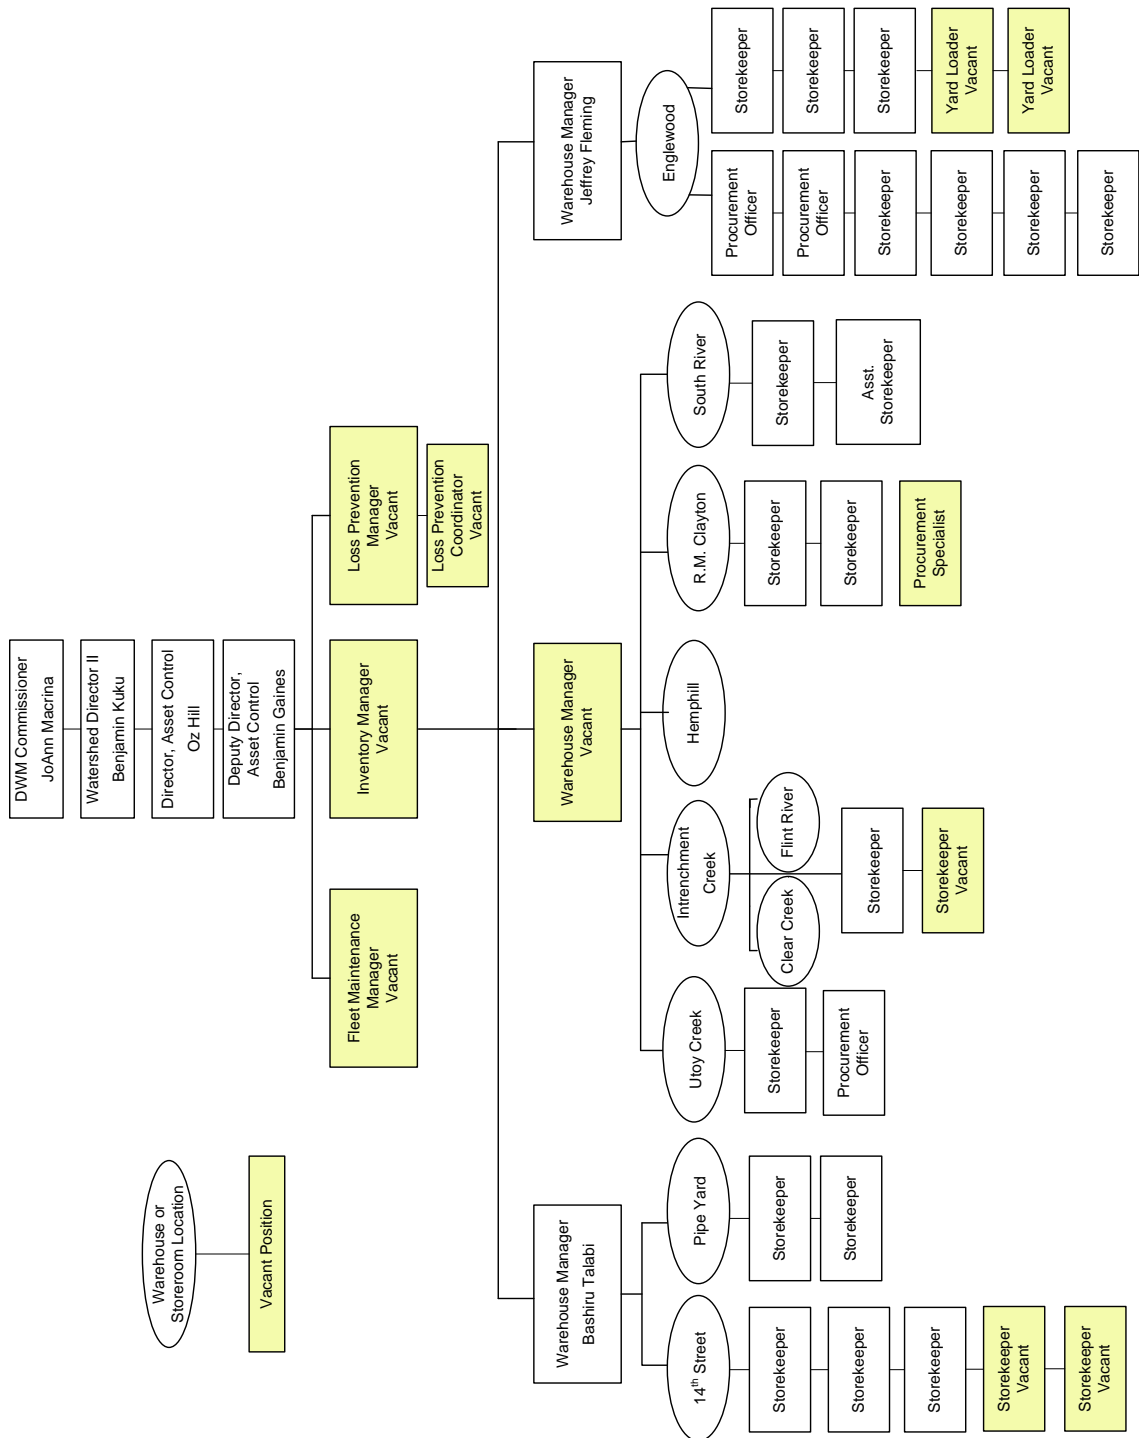 DWM Commissioner
JoAnn Macrina
Watershed Director II
Benjamin Kuku
Director, Asset Control
Oz Hill
Deputy Director,
Asset Control
Benjamin Gaines
Warehouse or
Storeroom Location
Vacant Position
Fleet Maintenance
Manager
Vacant
Inventory Manager
Vacant
Loss Prevention
Manager
Vacant
Loss Prevention
Coordinator
Vacant
Warehouse Manager
Bashiru Talabi
Warehouse Manager
Vacant
Warehouse Manager
Jeffrey Fleming
14th Street
Storekeeper
Storekeeper
Storekeeper
Storekeeper
Vacant
Storekeeper
Vacant
Pipe Yard
Storekeeper
Storekeeper
Utoy Creek
Storekeeper
Procurement
Officer
Intrenchment
Creek
Clear Creek
Flint River
Storekeeper
Storekeeper
Vacant
Hemphill
R.M. Clayton
Storekeeper
Storekeeper
Procurement
Specialist
South River
Storekeeper
Asst.
Storekeeper
Englewood
Procurement
Officer
Procurement
Officer
Storekeeper
Storekeeper
Storekeeper
Storekeeper
Storekeeper
Storekeeper
Storekeeper
Yard Loader
Vacant
Yard Loader
Vacant